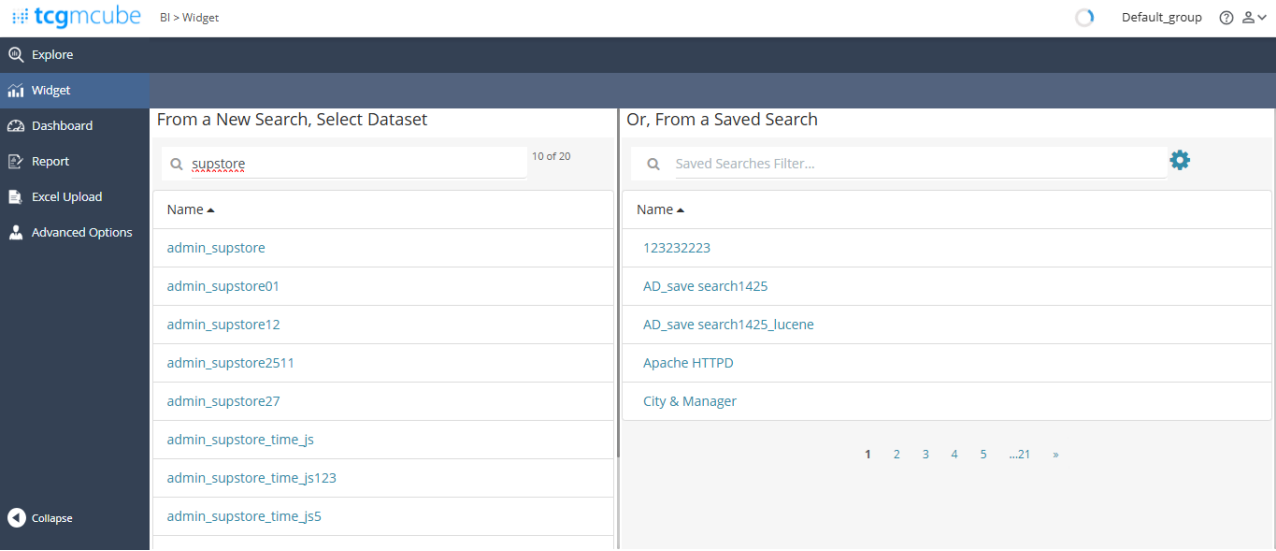 tcgmcube
BI > Widget
Default_group
Explore
Widget
Dashboard
Report
Excel Upload
Advanced Options
Collapse
From a New Search, Select Dataset
supstore
10 of 20
Name
admin_supstore
admin_supstore01
admin_supstore12
admin_supstore2511
admin_supstore27
admin_supstore_time_js
admin_supstore_time_js123
admin_supstore_time_js5
Or, From a Saved Search
Saved Searches Filter...
Name
123232223
AD_save search1425
AD_save search1425_lucene
Apache HTTPD
City & Manager
1 2 3 4 5 ...21 »